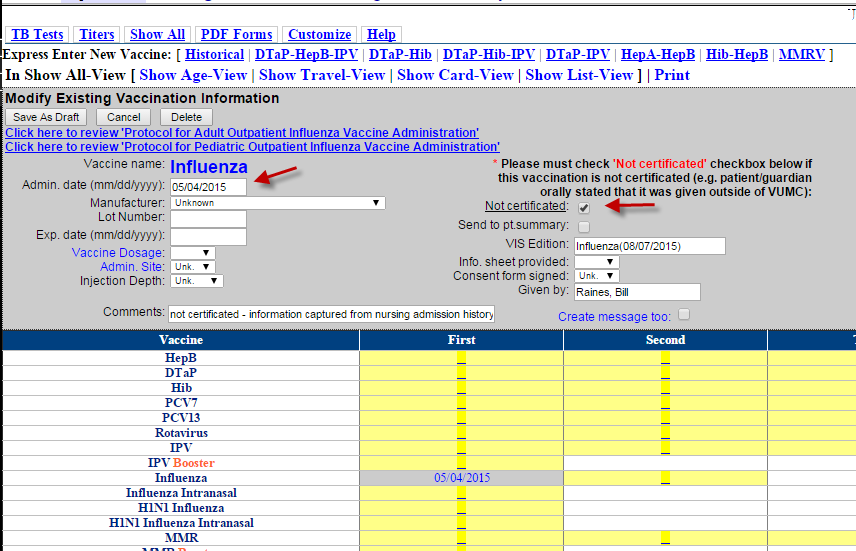 TB Tests Titers Show All PDF Forms Customize Help
Express Enter New Vaccine: [ Historical | DTaP-HepB-IPV | DTaP-Hib | DTaP-Hib-IPV | DTaP-IPV | HepA-HepB | Hib-HepB | MMRV ]
In Show All-View [ Show Age-View | Show Travel-View | Show Card-View | Show List-View ] | Print
Modify Existing Vaccination Information
Save As Draft Cancel Delete
Click here to review 'Protocol for Adult Outpatient Influenza Vaccine Administration'
Click here to review 'Protocol for Pediatric Outpatient Influenza Vaccine Administration'
Vaccine name: Influenza
Admin. date (mm/dd/yyyy): 05/04/2015
Manufacturer: Unknown
Lot Number:
Exp. date (mm/dd/yyyy):
Vaccine Dosage:
Admin. Site: Unk.
Injection Depth: Unk.
* Please must check 'Not certificated' checkbox below if
this vaccination is not certificated (e.g. patient/guardian
orally stated that it was given outside of VUMC):
Not certificated:
Send to pt.summary:
VIS Edition: Influenza(08/07/2015)
Info. sheet provided:
Consent form signed: Unk.
Given by: Raines, Bill
Comments: not certificated - information captured from nursing admission history
Create message too:
Vaccine First Second
HepB
DTaP
Hib
PCV7
PCV13
Rotavirus
IPV
IPV Booster
Influenza 05/04/2015
Influenza Intranasal
H1N1 Influenza
H1N1 Influenza Intranasal
MMR